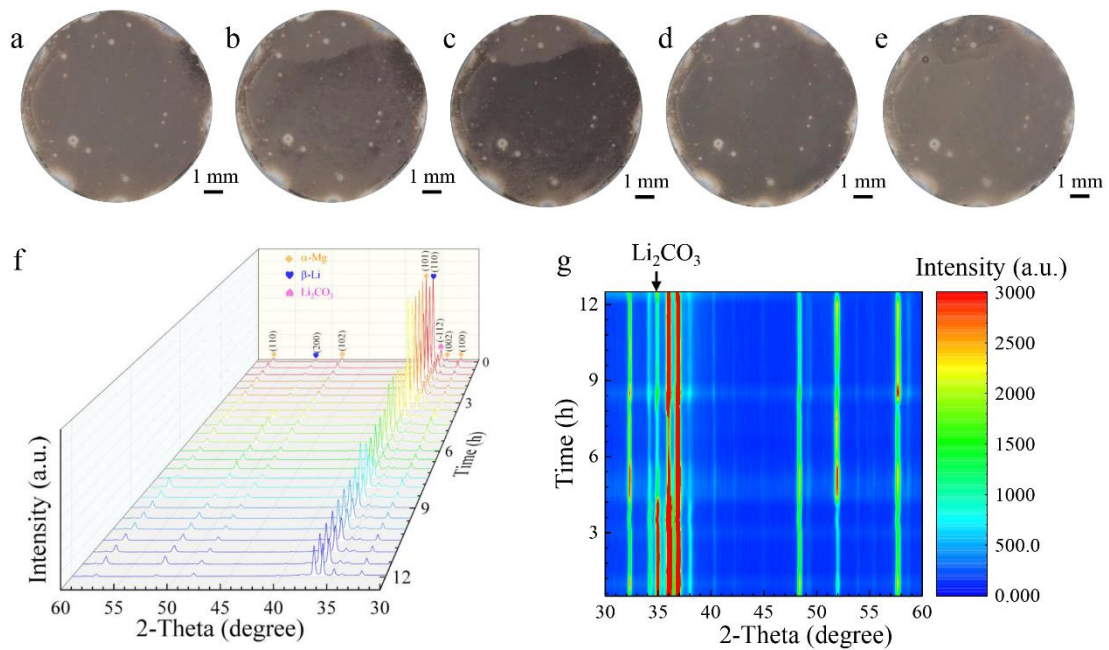 a
b
c
d
e
1 mm
1 mm
1 mm
1 mm
1 mm
f
α-Mg
β-Li
Li₂CO₃
(110)
(200)
(102)
(101)
(110)
(-112)
(002)
(100)
0
3
6
9
12
Time (h)
Intensity (a.u.)
60 55 50 45 40 35 30
2-Theta (degree)
g
Li₂CO₃
Intensity (a.u.)
12
9
6
3
Time (h)
30 35 40 45 50 55 60
2-Theta (degree)
3000
2500
2000
1500
1000
500.0
0.000